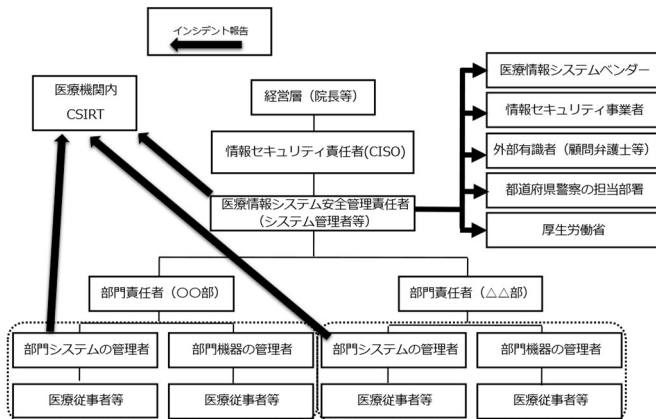 インシデント報告
医療機関内
CSIRT
経営層（院長等）
情報セキュリティ責任者(CISO)
医療情報システム安全管理責任者
（システム管理者等）
医療情報システムベンダー
情報セキュリティ事業者
外部有識者（顧問弁護士等）
都道府県警察の担当部署
厚生労働省
部門責任者（〇〇部）
部門責任者（△△部）
部門システムの管理者
部門機器の管理者
部門システムの管理者
部門機器の管理者
医療従事者等
医療従事者等
医療従事者等
医療従事者等